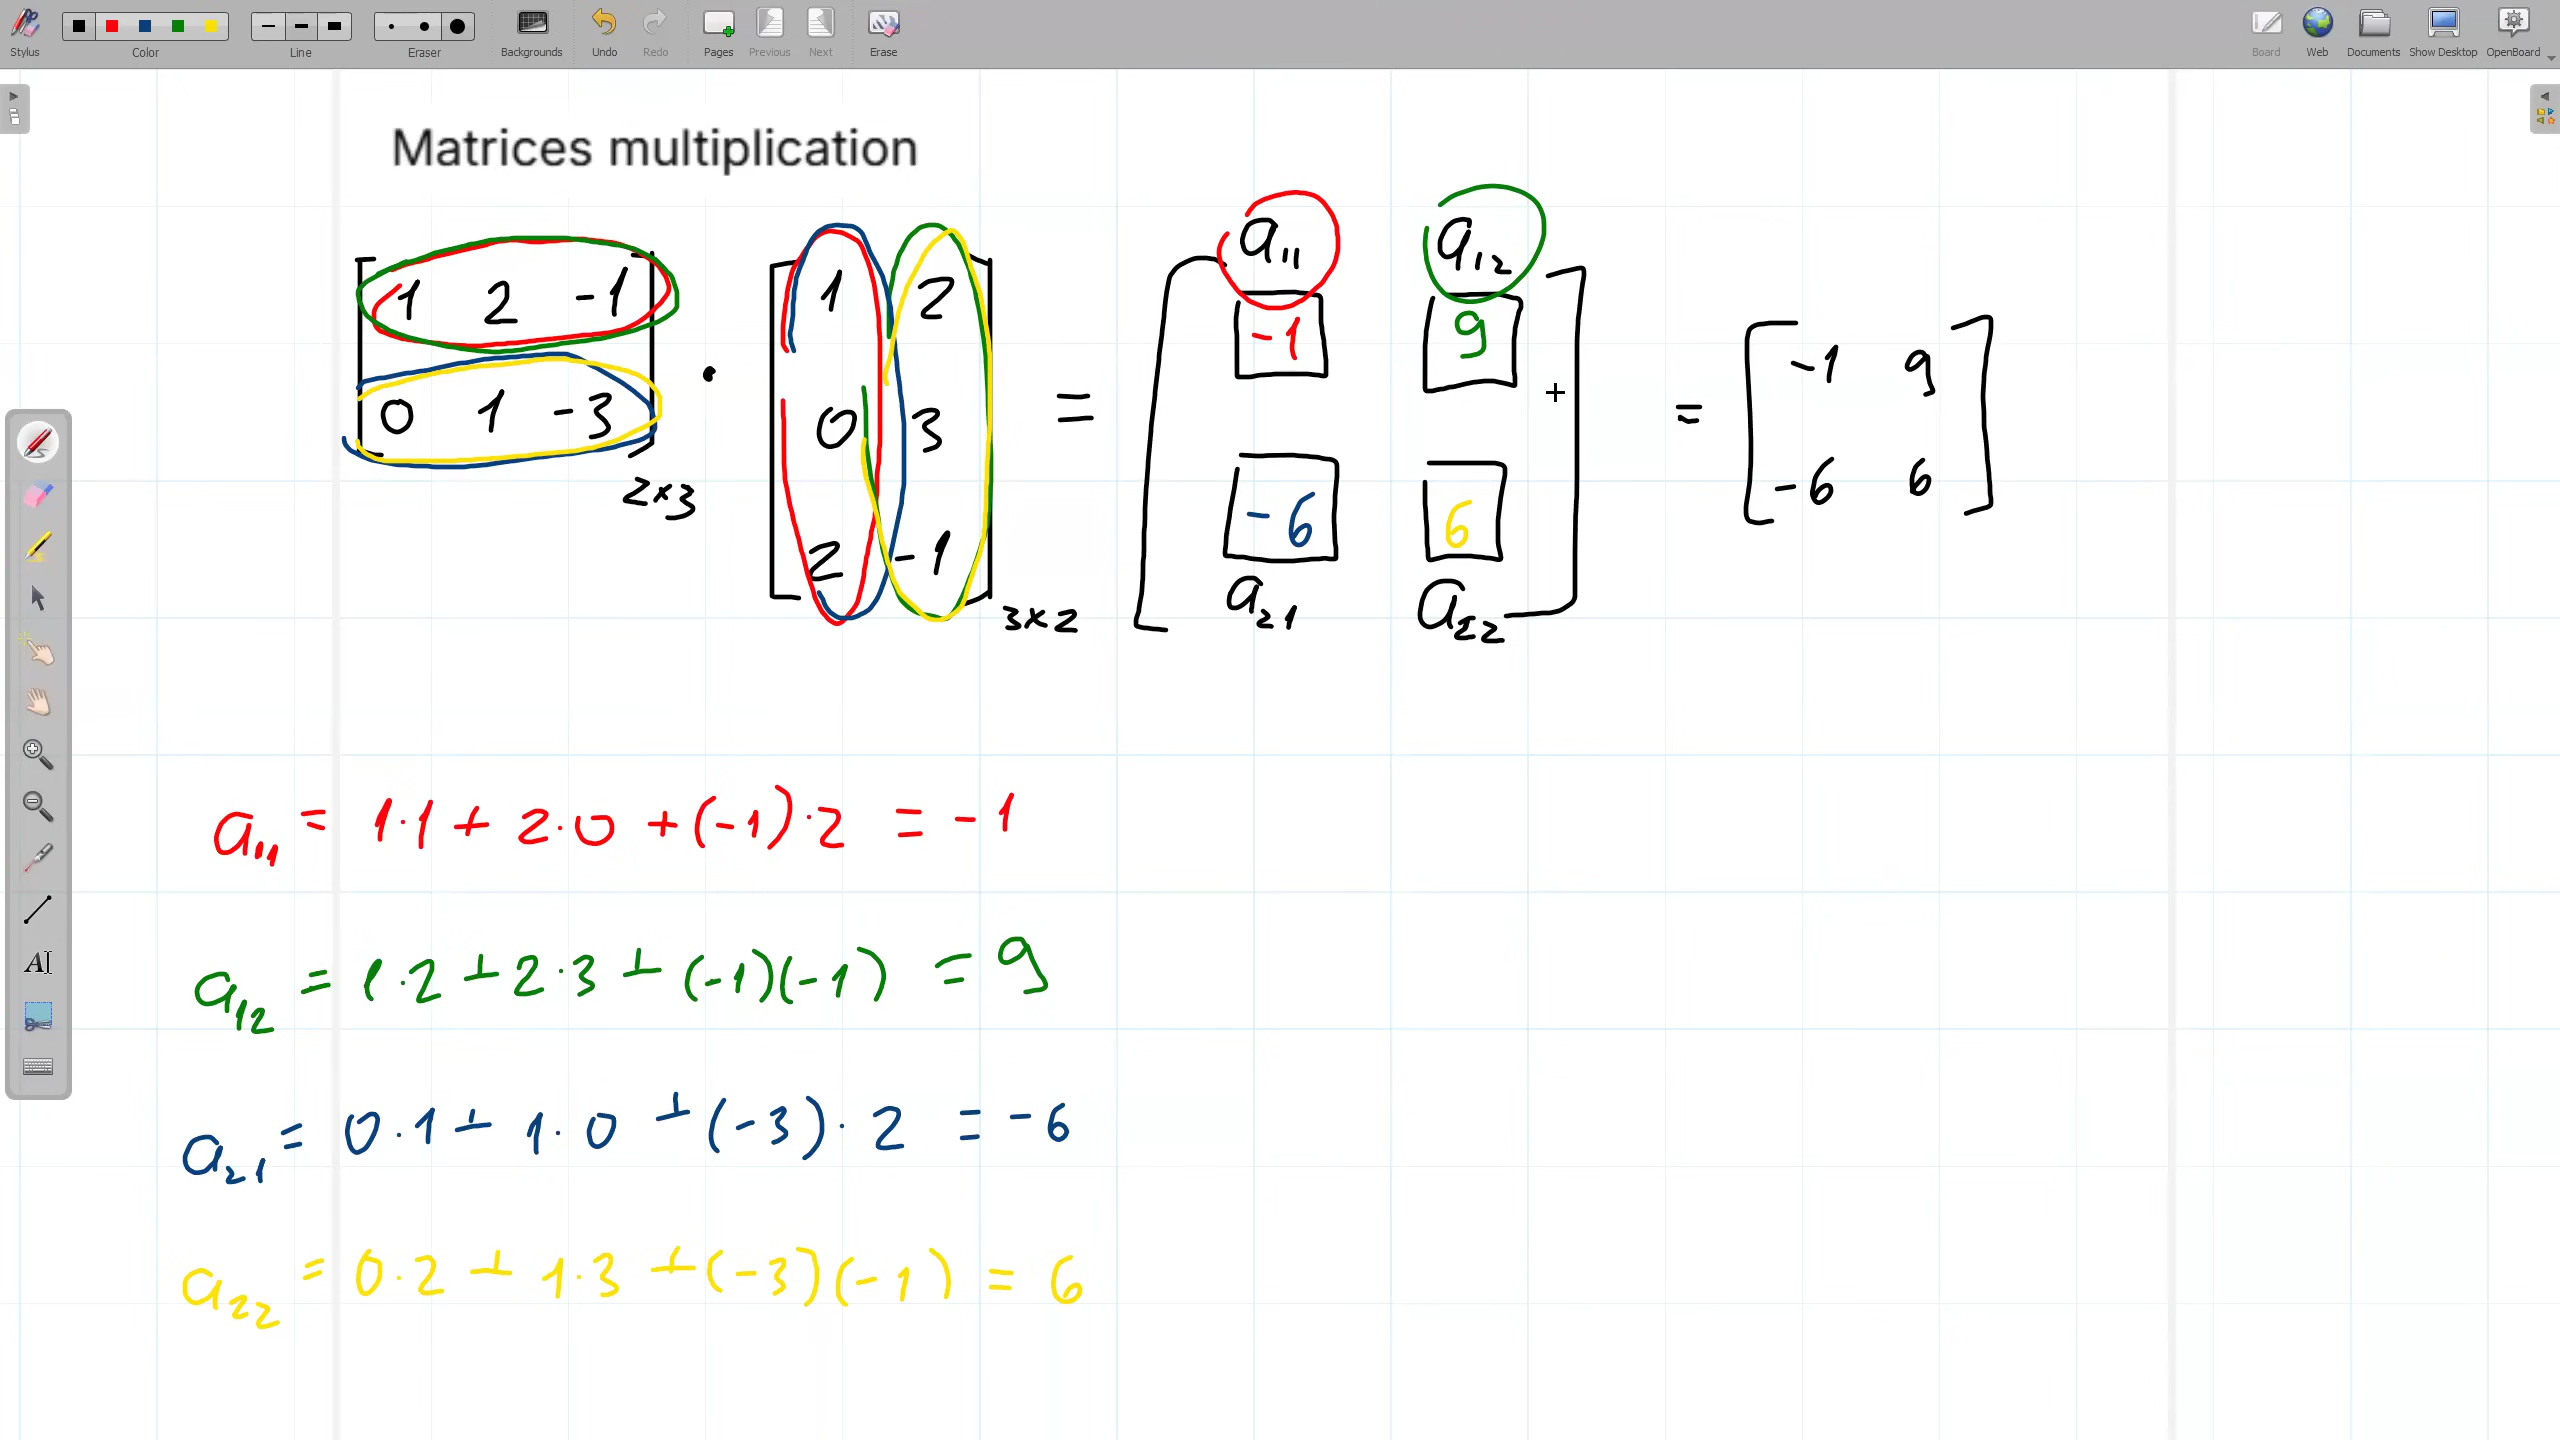 Stylus Color Line Eraser Backgrounds Undo Redo Pages Previous Next Erase Board Web Documents Show Desktop OpenBoard
Matrices multiplication
[1 2 -1
0 1 -3] 2×3 · [1 2
0 3
2 -1] 3×2 = [a11 a12
-1 9
-6 6
a21 a22] = [-1 9
-6 6]
a11 = 1·1 + 2·0 + (-1)·2 = -1
a12 = 1·2 + 2·3 + (-1)(-1) = 9
a21 = 0·1 + 1·0 + (-3)·2 = -6
a22 = 0·2 + 1·3 + (-3)(-1) = 6